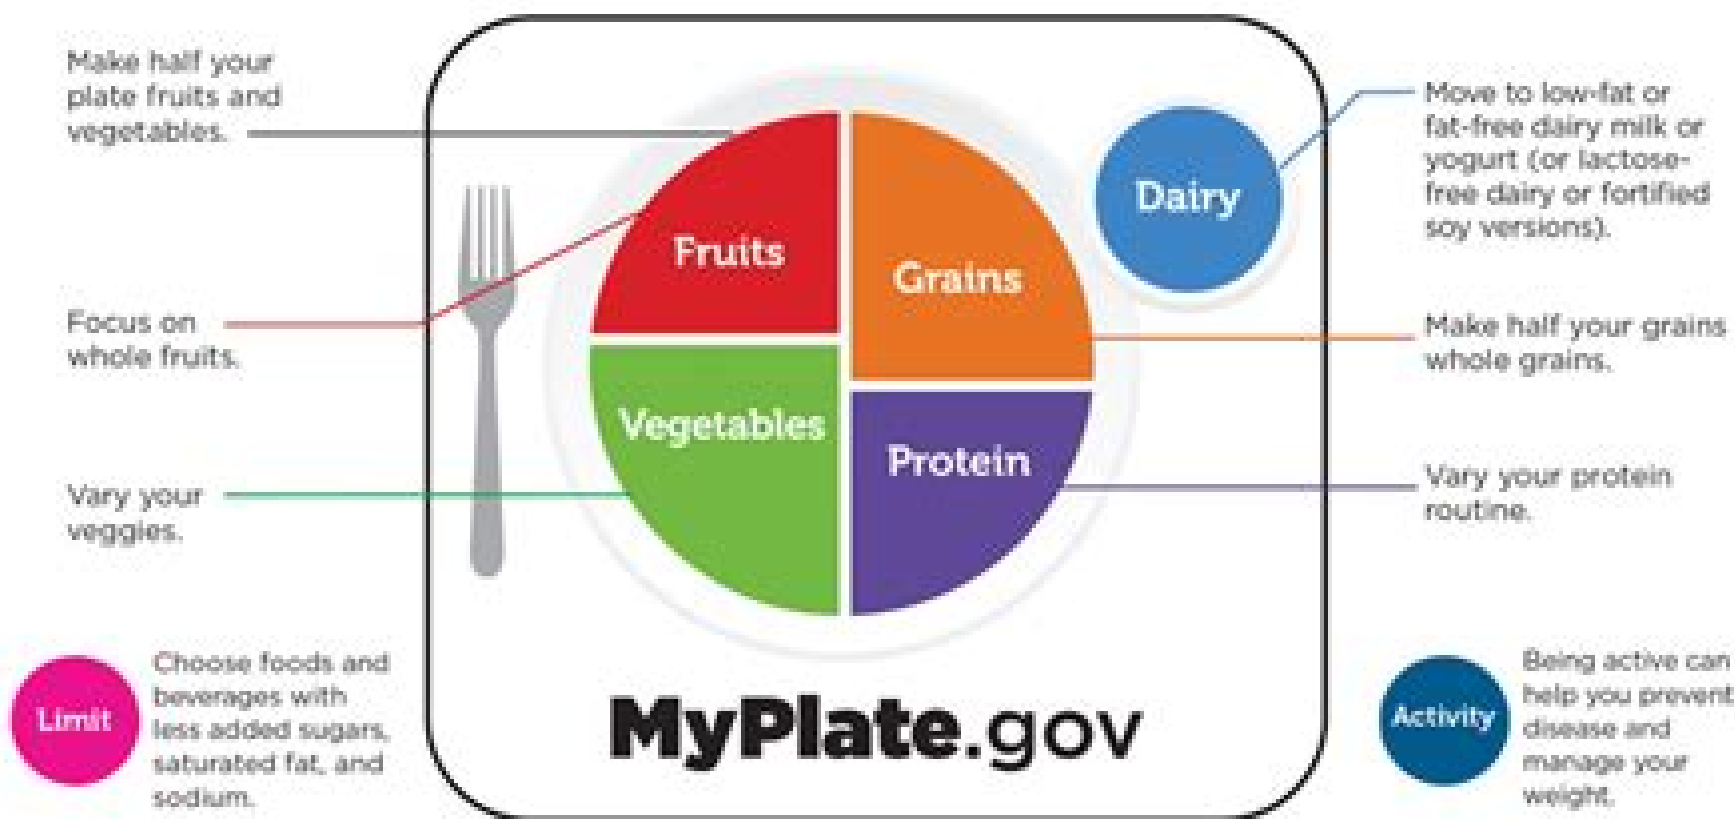 Make half your
plate fruits and
vegetables.
Focus on
whole fruits.
Vary your
veggies.
Limit
Choose foods and
beverages with
less added sugars,
saturated fat, and
sodium.
Fruits
Grains
Vegetables
Protein
Dairy
MyPlate.gov
Move to low-fat or
fat-free dairy milk or
yogurt (or lactose-
free dairy or fortified
soy versions).
Make half your grains
whole grains.
Vary your protein
routine.
Activity
Being active can
help you prevent
disease and
manage your
weight.